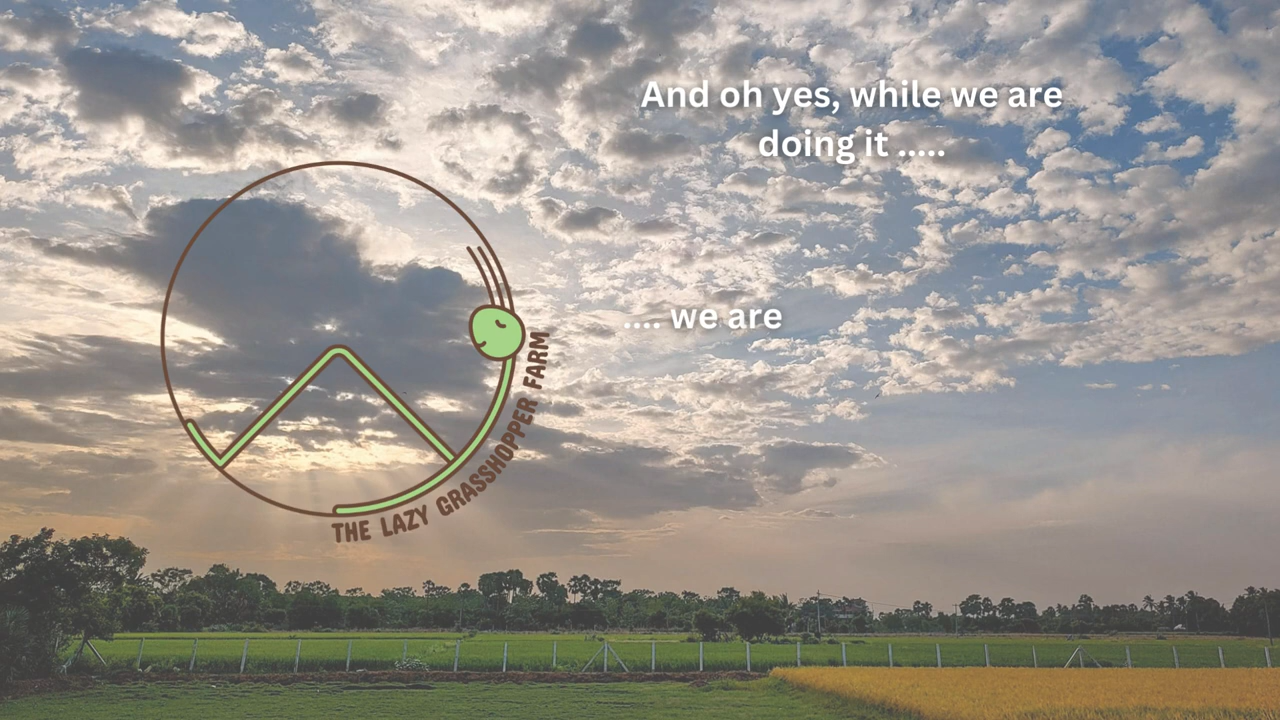 And oh yes, while we are
doing it .....
.... we are
THE LAZY GRASSHOPPER FARM